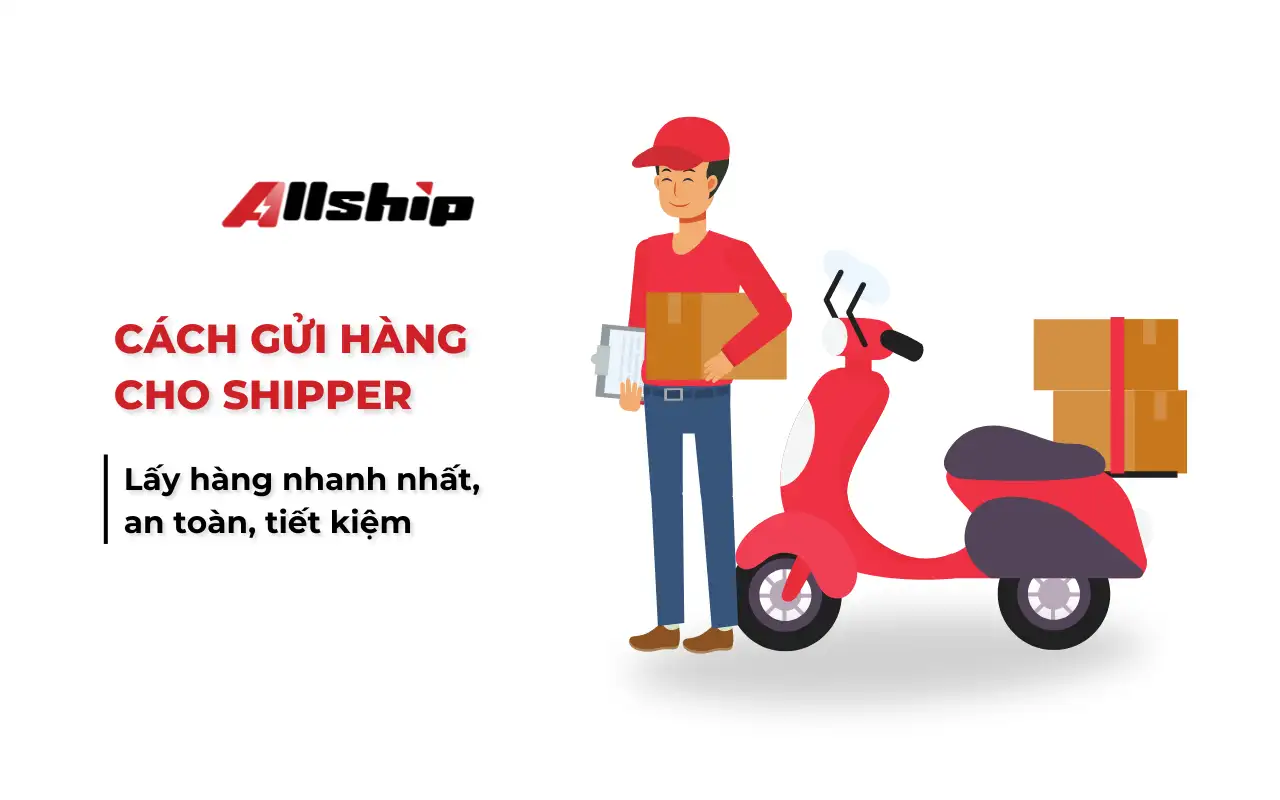 Allship
CÁCH GỬI HÀNG
CHO SHIPPER
Lấy hàng nhanh nhất,
an toàn, tiết kiệm